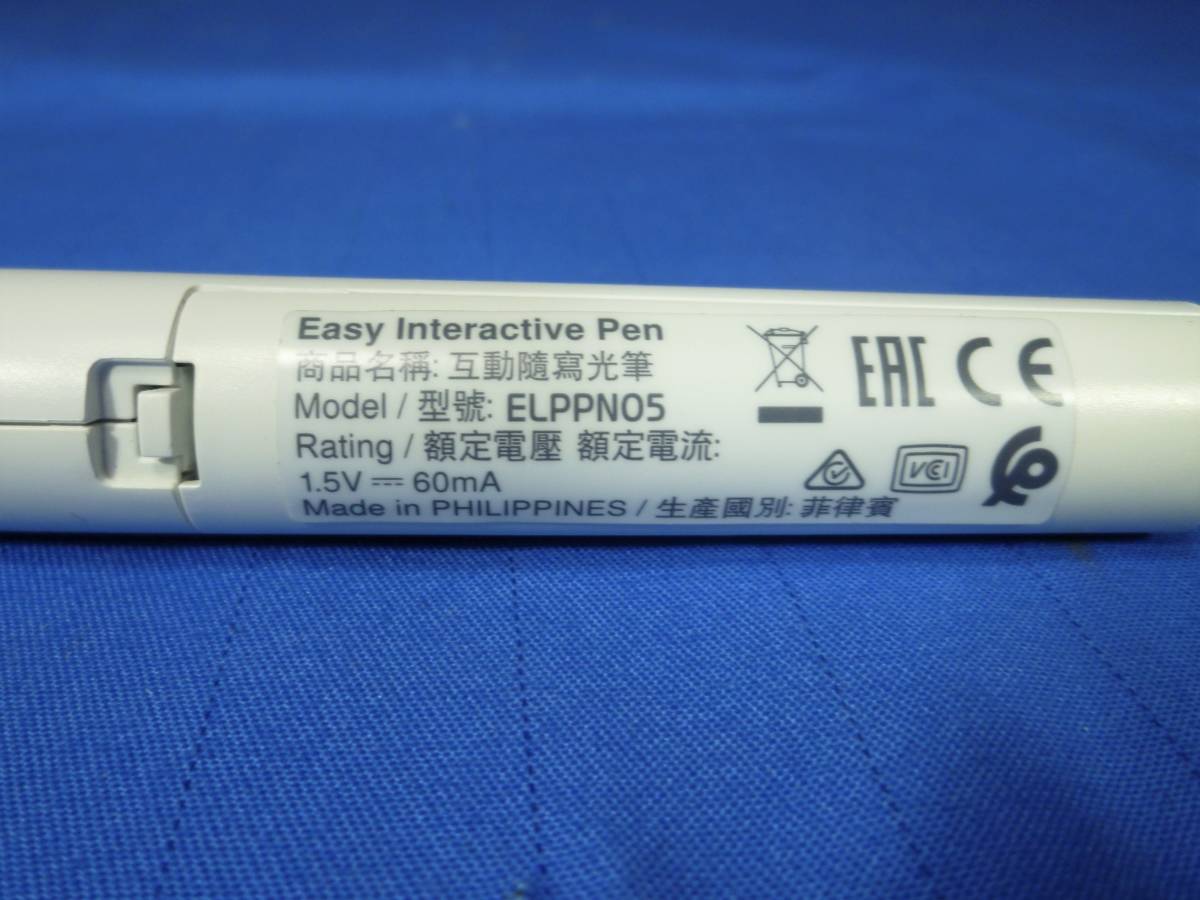 Easy Interactive Pen
商品名稱: 互動隨寫光筆
Model / 型號: ELPPN05
Rating / 額定電壓 額定電流:
1.5V ⎓ 60mA
Made in PHILIPPINES / 生產國別: 菲律賓
EAC CE
VCCI